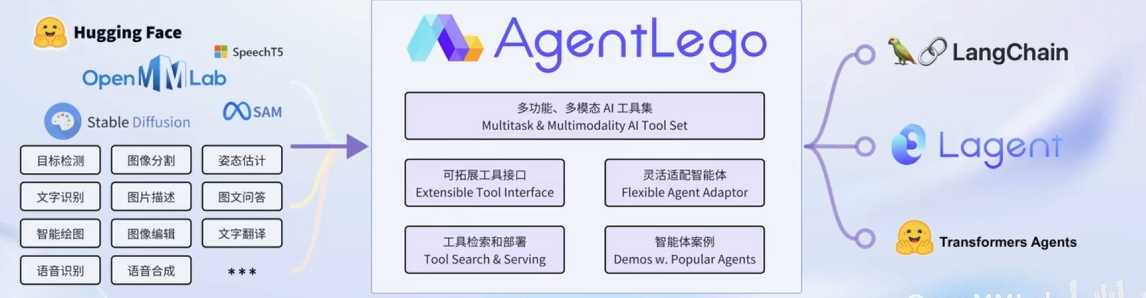 Hugging Face
SpeechT5
OpenMMLab
Stable Diffusion
SAM
目标检测
图像分割
姿态估计
文字识别
图片描述
图文问答
智能绘图
图像编辑
文字翻译
语音识别
语音合成
***
AgentLego
多功能、多模态 AI 工具集
Multitask & Multimodality AI Tool Set
可拓展工具接口
Extensible Tool Interface
灵活适配智能体
Flexible Agent Adaptor
工具检索和部署
Tool Search & Serving
智能体案例
Demos w. Popular Agents
LangChain
Lagent
Transformers Agents